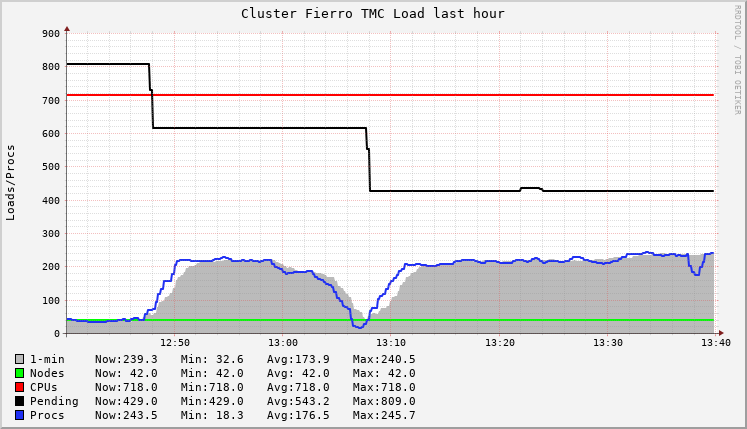 Cluster Fierro TMC Load last hour
RRDTOOL / TOBI OETIKER
Loads/Procs
900
800
700
600
500
400
300
200
100
0
12:50 13:00 13:10 13:20 13:30 13:40
1-min Now:239.3 Min: 32.6 Avg:173.9 Max:240.5
Nodes Now: 42.0 Min: 42.0 Avg: 42.0 Max: 42.0
CPUs Now:718.0 Min:718.0 Avg:718.0 Max:718.0
Pending Now:429.0 Min:429.0 Avg:543.2 Max:809.0
Procs Now:243.5 Min: 18.3 Avg:176.5 Max:245.7